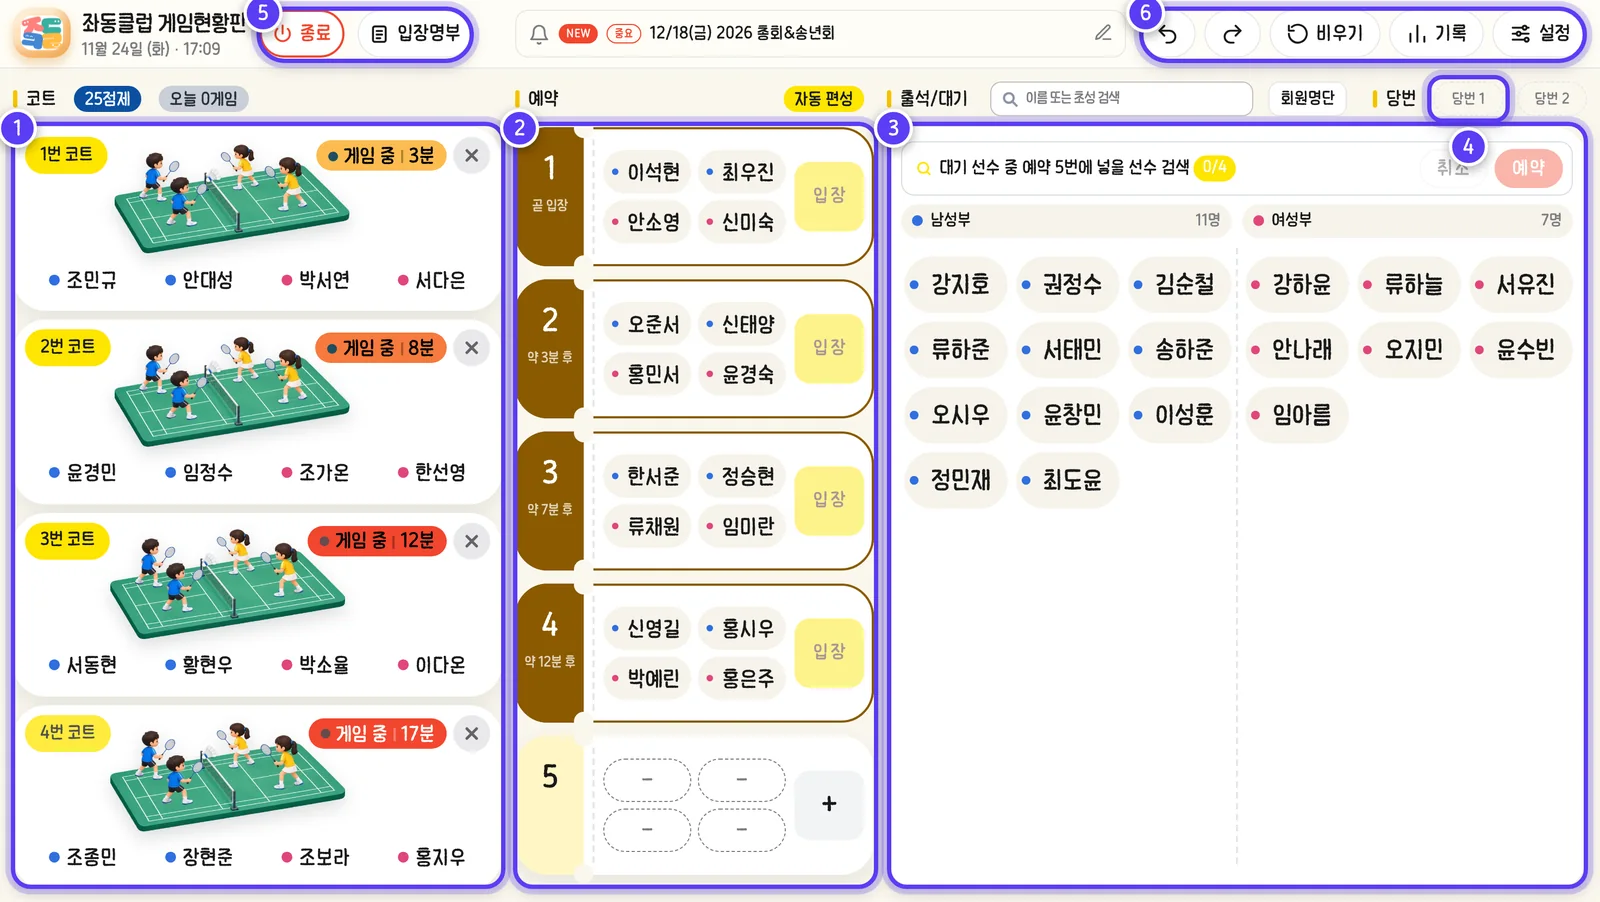 좌동클럽 게임현황판
11월 24일 (화) · 17:09
5
종료
입장명부
NEW
중요
12/18(금) 2026 총회&송년회
6
비우기
기록
설정
코트
25점제
오늘 0게임
예약
자동 편성
출석/대기
이름 또는 초성 검색
회원명단
당번
당번 1
당번 2
1
1번 코트
게임 중 | 3분
조민규
안대성
박서연
서다은
2번 코트
게임 중 | 8분
윤경민
임정수
조가온
한선영
3번 코트
게임 중 | 12분
서동현
황현우
박소율
이다온
4번 코트
게임 중 | 17분
조종민
장현준
조보라
홍지우
2
1
곧 입장
이석현
최우진
안소영
신미숙
입장
2
약 3분 후
오준서
신태양
홍민서
윤경숙
입장
3
약 7분 후
한서준
정승현
류채원
임미란
입장
4
약 12분 후
신영길
홍시우
박예린
홍은주
입장
5
–
–
–
–
+
3
4
대기 선수 중 예약 5번에 넣을 선수 검색
0/4
취소
예약
남성부
11명
여성부
7명
강지호
권정수
김순철
강하윤
류하늘
서유진
류하준
서태민
송하준
안나래
오지민
윤수빈
오시우
윤창민
이성훈
임아름
정민재
최도윤